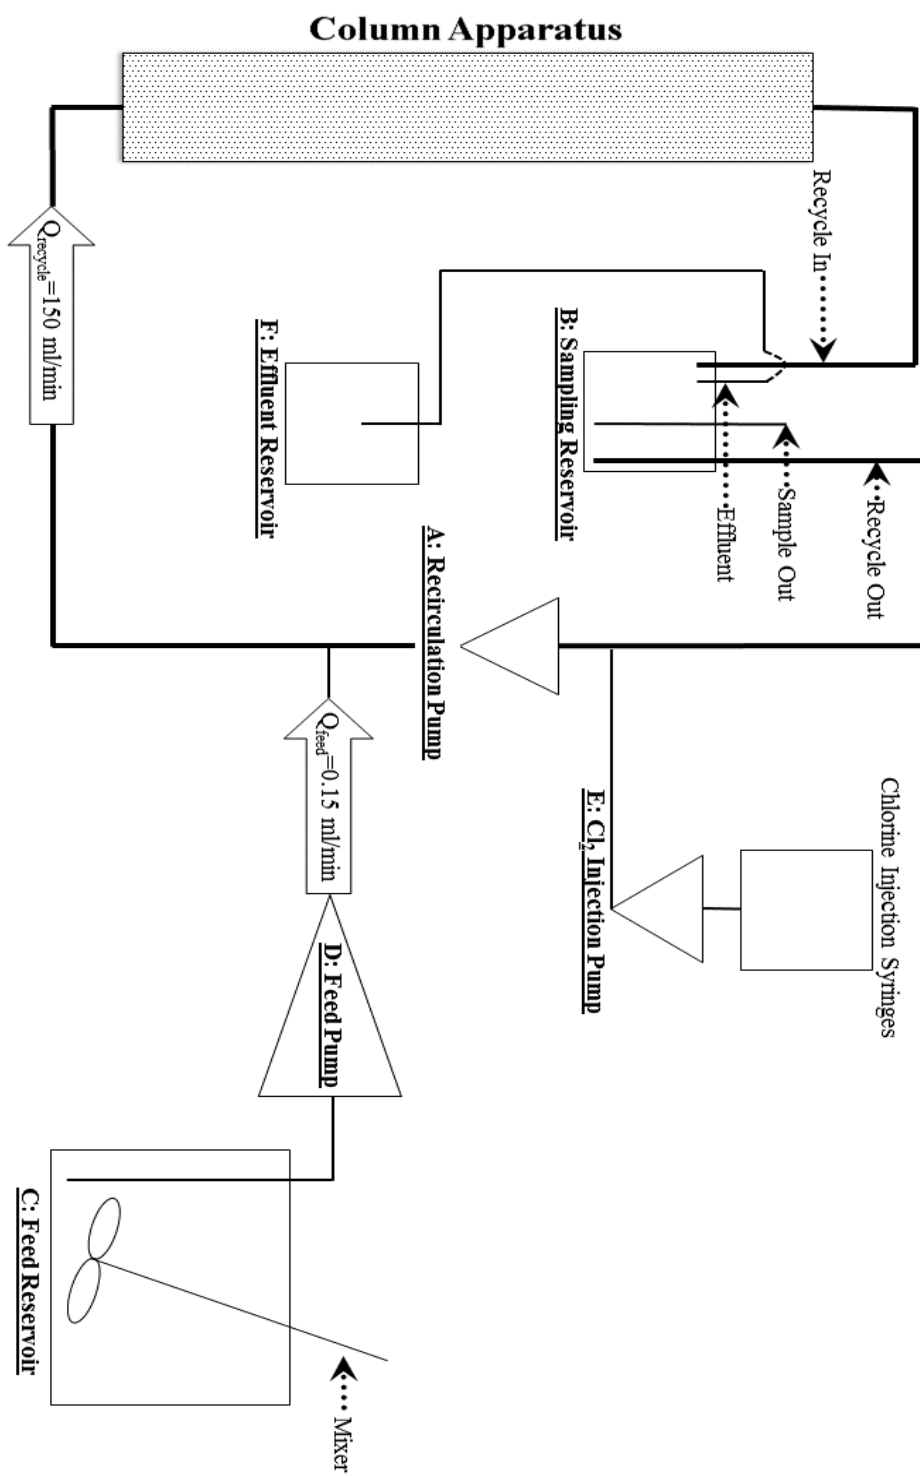 Column Apparatus
Recycle In
Recycle Out
Sample Out
Effluent
B: Sampling Reservoir
F: Effluent Reservoir
Qrecycle=150 ml/min
A: Recirculation Pump
Qfeed=0.15 ml/min
Chlorine Injection Syringes
E: Cl2 Injection Pump
D: Feed Pump
C: Feed Reservoir
Mixer